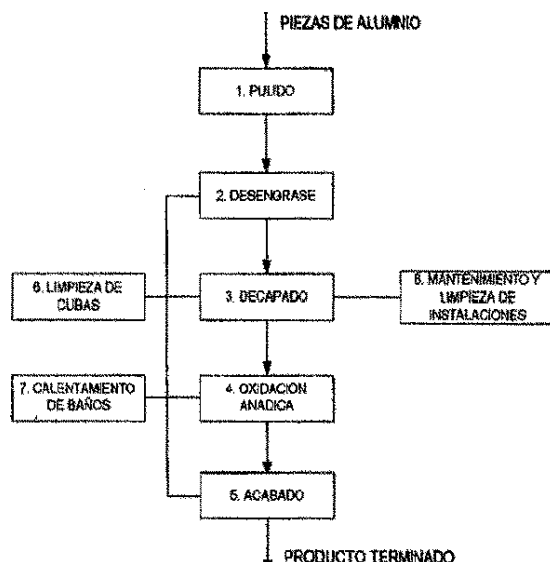 PIEZAS DE ALUMNIO
1. PULIDO
2. DESENGRASE
6. LIMPIEZA DE
CUBAS
3. DECAPADO
8. MANTENIMIENTO Y
LIMPIEZA DE
INSTALACIONES
7. CALENTAMIENTO
DE BAÑOS
4. OXIDACION
ANADICA
5. ACABADO
PRODUCTO TERMINADO